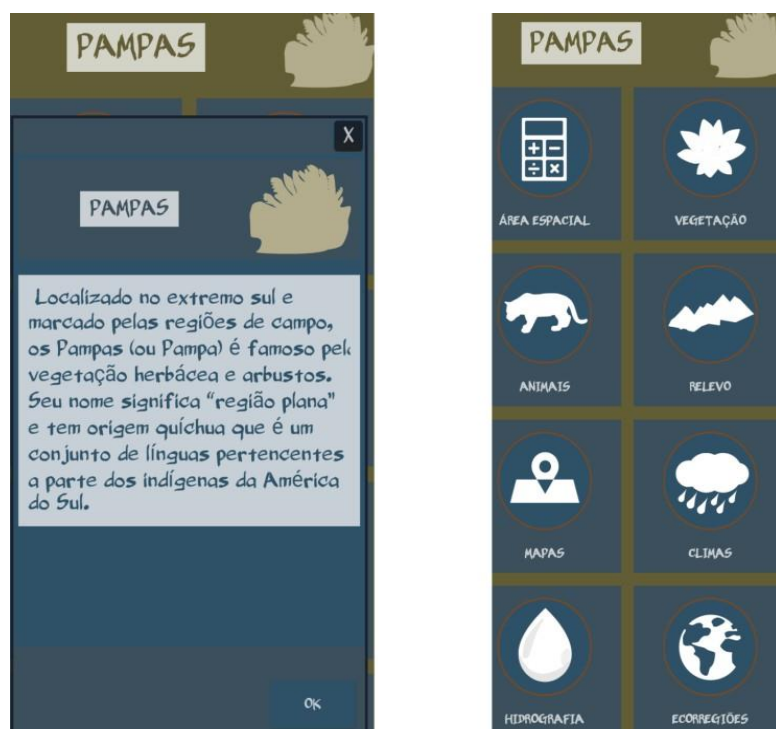 PAMPAS
X
PAMPAS
Localizado no extremo sul e
marcado pelas regiões de campo,
os Pampas (ou Pampa) é famoso pel
vegetação herbácea e arbustos.
Seu nome significa “região plana”
e tem origem quíchua que é um
conjunto de línguas pertencentes
a parte dos indígenas da América
do Sul.
OK
PAMPAS
ÁREA ESPACIAL
VEGETAÇÃO
ANIMAIS
RELEVO
MAPAS
CLIMAS
HIDROGRAFIA
ECORREGIÕES